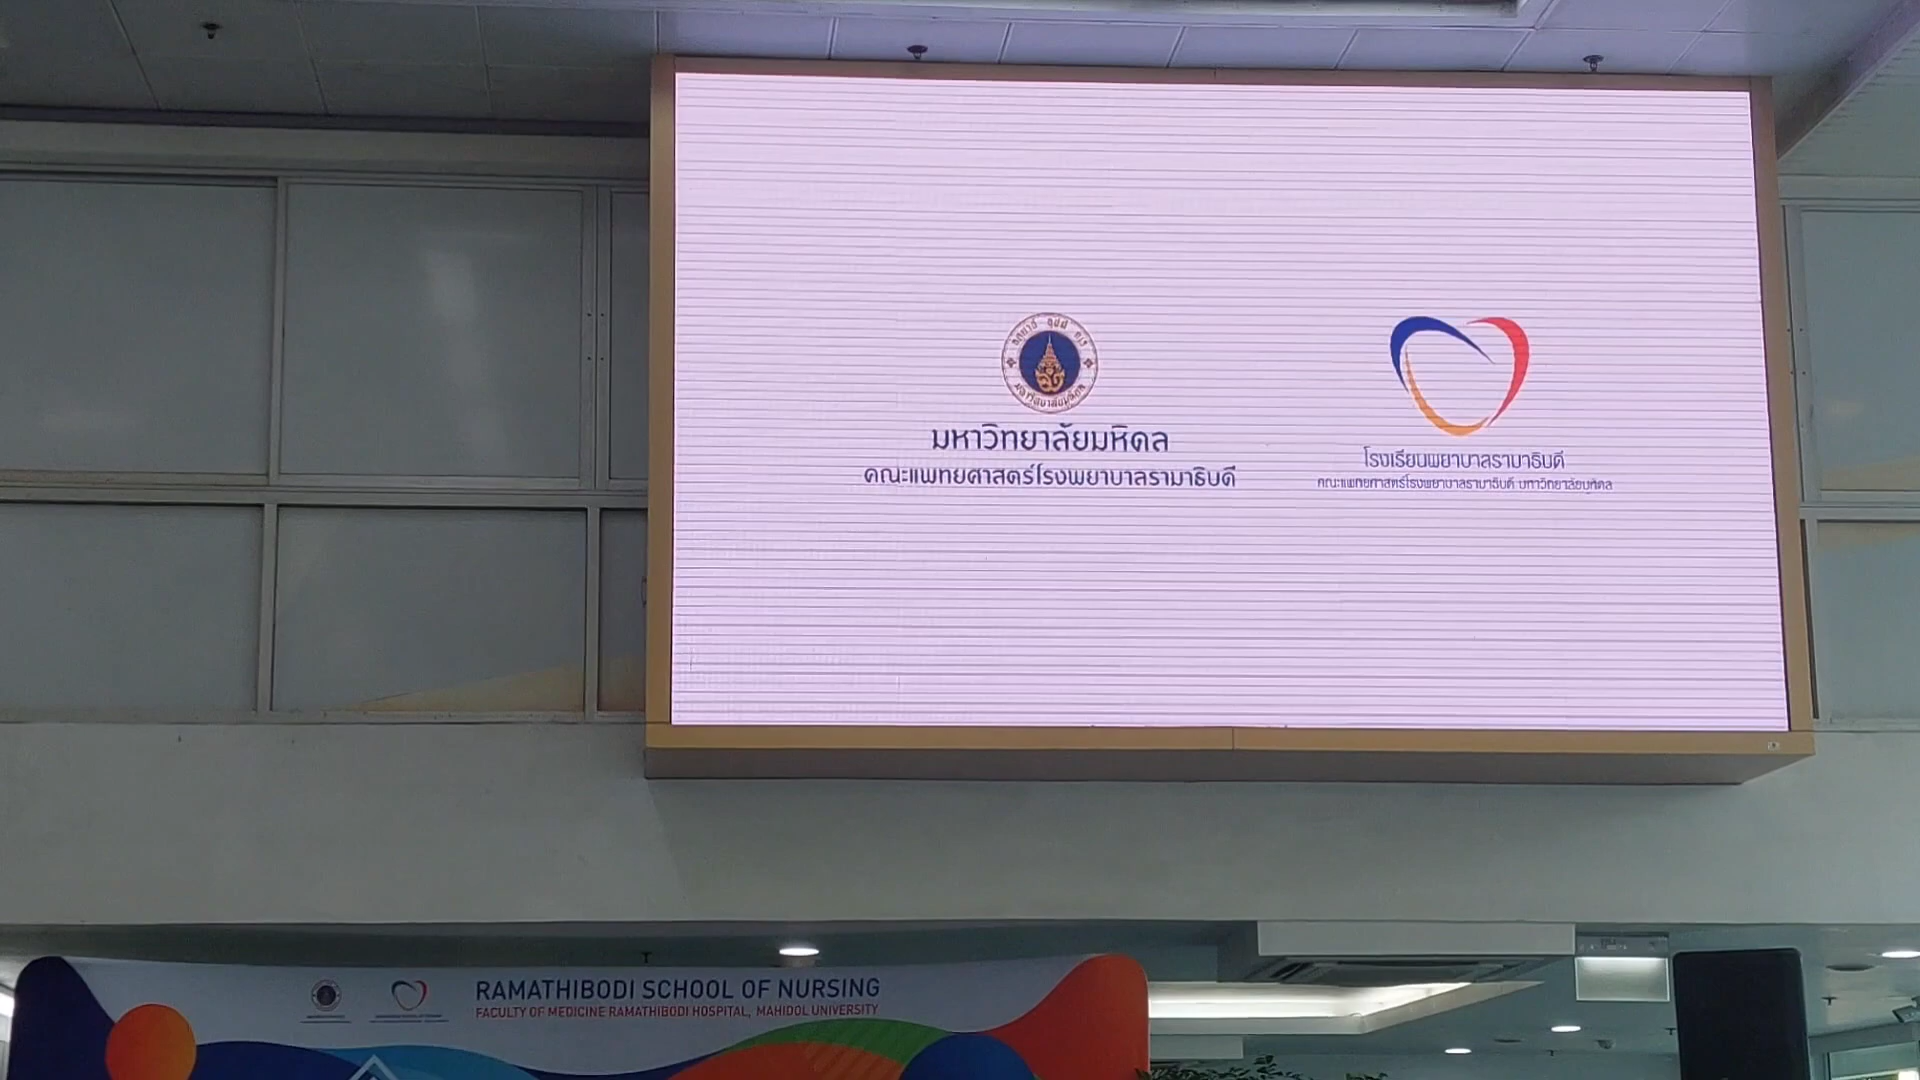 มหาวิทยาลัยมหิดล
คณะแพทยศาสตร์โรงพยาบาลรามาธิบดี
โรงเรียนพยาบาลรามาธิบดี
คณะแพทยศาสตร์โรงพยาบาลรามาธิบดี มหาวิทยาลัยมหิดล
RAMATHIBODI SCHOOL OF NURSING
FACULTY OF MEDICINE RAMATHIBODI HOSPITAL, MAHIDOL UNIVERSITY